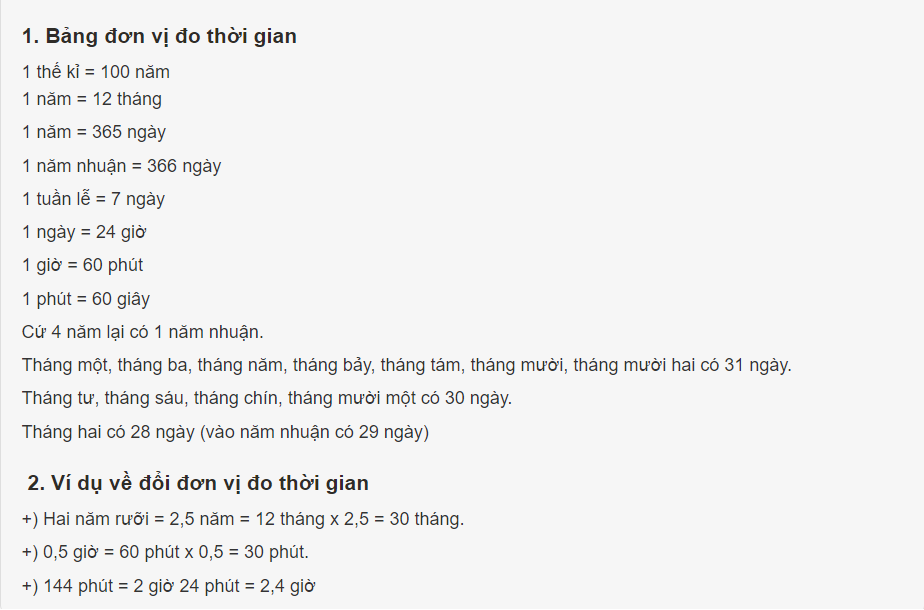 1. Bảng đơn vị đo thời gian
1 thế kỉ = 100 năm
1 năm = 12 tháng
1 năm = 365 ngày
1 năm nhuận = 366 ngày
1 tuần lễ = 7 ngày
1 ngày = 24 giờ
1 giờ = 60 phút
1 phút = 60 giây
Cứ 4 năm lại có 1 năm nhuận.
Tháng một, tháng ba, tháng năm, tháng bảy, tháng tám, tháng mười, tháng mười hai có 31 ngày.
Tháng tư, tháng sáu, tháng chín, tháng mười một có 30 ngày.
Tháng hai có 28 ngày (vào năm nhuận có 29 ngày)
2. Ví dụ về đổi đơn vị đo thời gian
+) Hai năm rưỡi = 2,5 năm = 12 tháng x 2,5 = 30 tháng.
+) 0,5 giờ = 60 phút x 0,5 = 30 phút.
+) 144 phút = 2 giờ 24 phút = 2,4 giờ